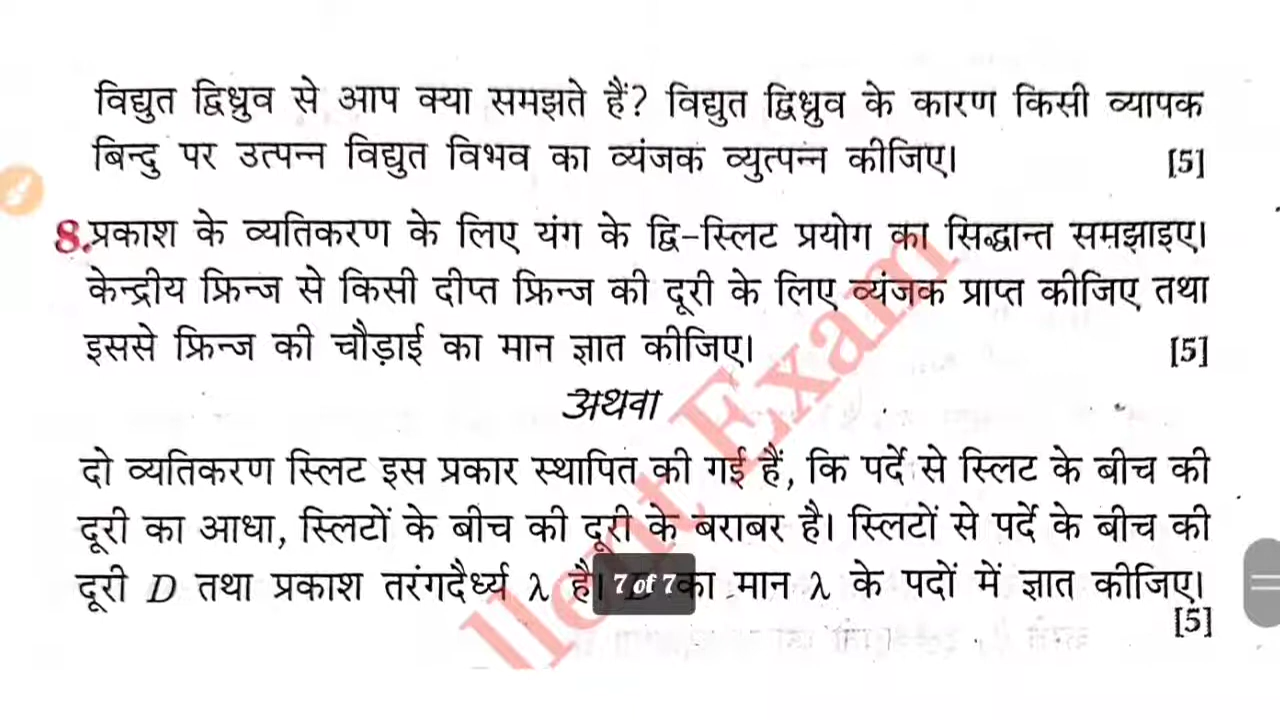 विद्युत द्विध्रुव से आप क्या समझते हैं? विद्युत द्विध्रुव के कारण किसी व्यापक
बिन्दु पर उत्पन्न विद्युत विभव का व्यंजक व्युत्पन्न कीजिए। [5]
8. प्रकाश के व्यतिकरण के लिए यंग के द्वि-स्लिट प्रयोग का सिद्धान्त समझाइए।
केन्द्रीय फ्रिन्ज से किसी दीप्त फ्रिन्ज की दूरी के लिए व्यंजक प्राप्त कीजिए तथा
इससे फ्रिन्ज की चौड़ाई का मान ज्ञात कीजिए। [5]
अथवा
दो व्यतिकरण स्लिट इस प्रकार स्थापित की गई हैं, कि पर्दे से स्लिट के बीच की
दूरी का आधा, स्लिटों के बीच की दूरी के बराबर है। स्लिटों से पर्दे के बीच की
दूरी D तथा प्रकाश तरंगदैर्ध्य λ है। का मान λ के पदों में ज्ञात कीजिए।
7 of 7
[5]
llent Exam